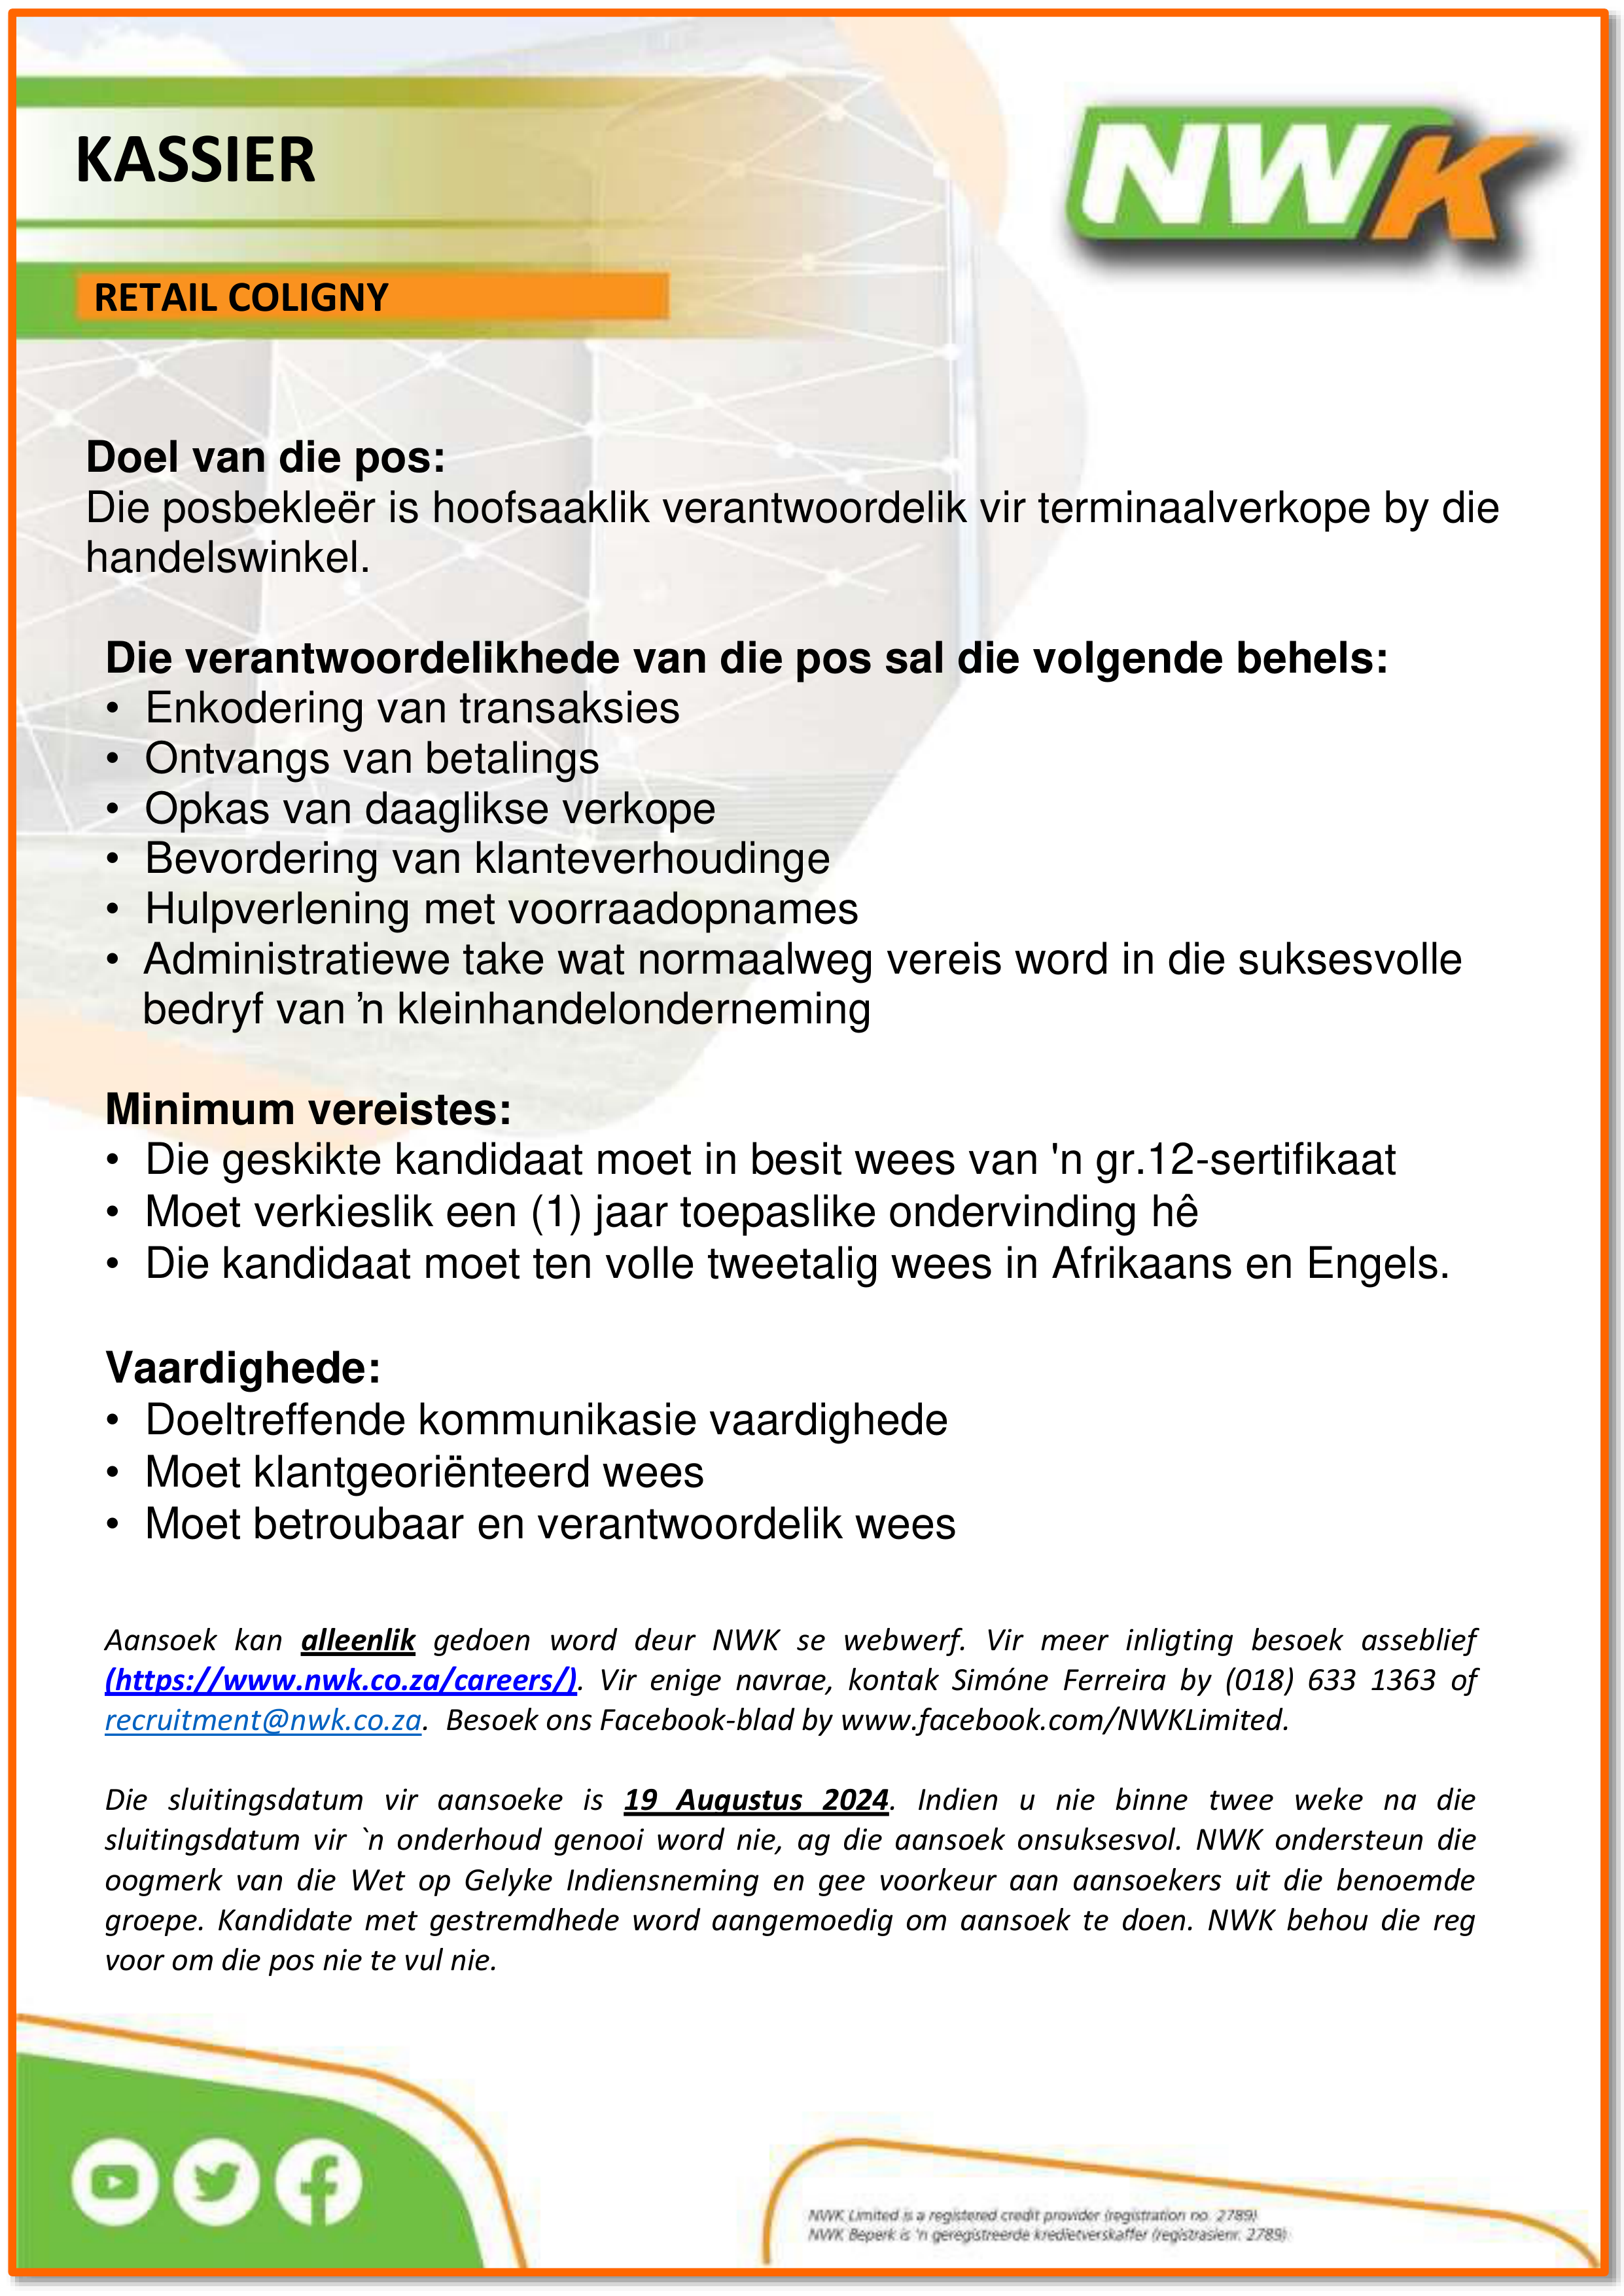 KASSIER
NWK
RETAIL COLIGNY
Doel van die pos:
Die posbekleër is hoofsaaklik verantwoordelik vir terminaalverkope by die
handelswinkel.
Die verantwoordelikhede van die pos sal die volgende behels:
• Enkodering van transaksies
• Ontvangs van betalings
• Opkas van daaglikse verkope
• Bevordering van klanteverhoudinge
• Hulpverlening met voorraadopnames
• Administratiewe take wat normaalweg vereis word in die suksesvolle
bedryf van ’n kleinhandelonderneming
Minimum vereistes:
• Die geskikte kandidaat moet in besit wees van 'n gr.12-sertifikaat
• Moet verkieslik een (1) jaar toepaslike ondervinding hê
• Die kandidaat moet ten volle tweetalig wees in Afrikaans en Engels.
Vaardighede:
• Doeltreffende kommunikasie vaardighede
• Moet klantgeoriënteerd wees
• Moet betroubaar en verantwoordelik wees
Aansoek kan alleenlik gedoen word deur NWK se webwerf. Vir meer inligting besoek asseblief
(https://www.nwk.co.za/careers/). Vir enige navrae, kontak Simóne Ferreira by (018) 633 1363 of
recruitment@nwk.co.za. Besoek ons Facebook-blad by www.facebook.com/NWKLimited.
Die sluitingsdatum vir aansoeke is 19 Augustus 2024. Indien u nie binne twee weke na die
sluitingsdatum vir `n onderhoud genooi word nie, ag die aansoek onsuksesvol. NWK ondersteun die
oogmerk van die Wet op Gelyke Indiensneming en gee voorkeur aan aansoekers uit die benoemde
groepe. Kandidate met gestremdhede word aangemoedig om aansoek te doen. NWK behou die reg
voor om die pos nie te vul nie.
NWK Limited is a registered credit provider (registration no. 2789)
NWK Beperk is 'n geregistreerde kredietverskaffer (registrasienr. 2789)